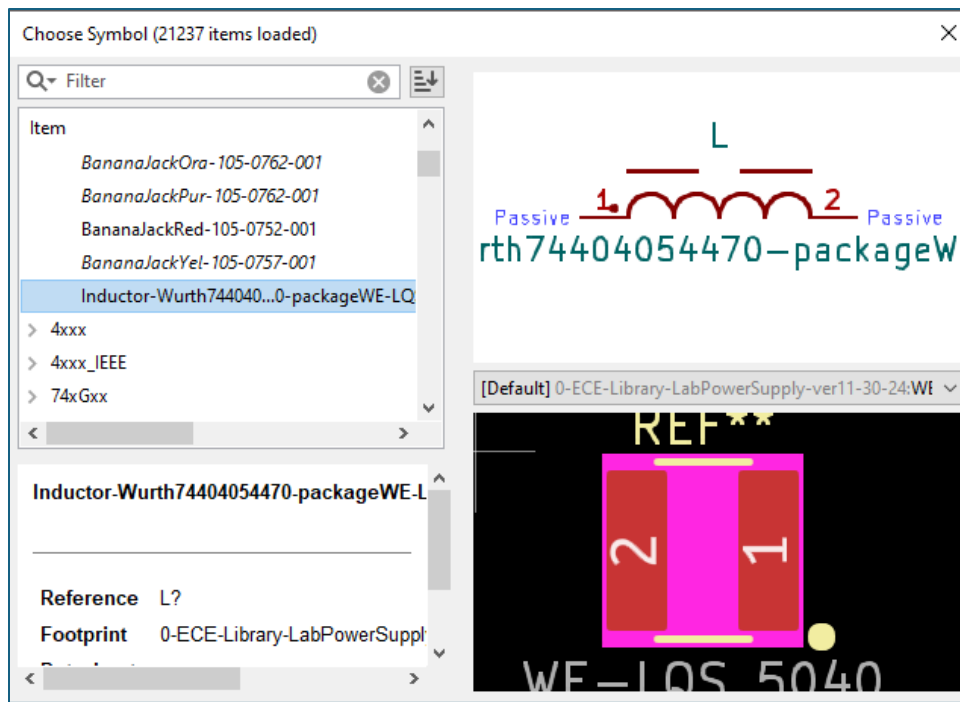 Choose Symbol (21237 items loaded)
Filter
Item
BananaJackOra-105-0762-001
BananaJackPur-105-0762-001
BananaJackRed-105-0752-001
BananaJackYel-105-0757-001
Inductor-Wurth744040...0-packageWE-LQ
4xxx
4xxx_IEEE
74xGxx
Inductor-Wurth74404054470-packageWE-L
Reference L?
Footprint 0-ECE-Library-LabPowerSuppl
L
1 2
Passive Passive
rth74404054470-packageW
[Default] 0-ECE-Library-LabPowerSupply-ver11-30-24:WE
REF**
2 1
WE-LQS 5040